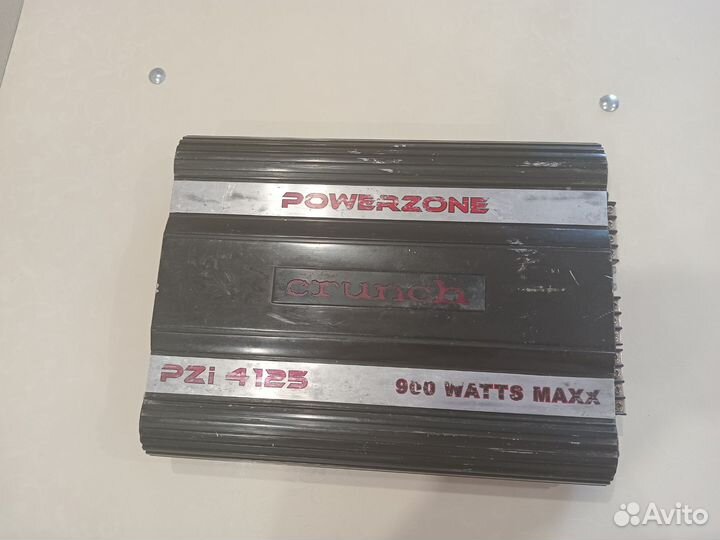 POWERZONE
crunch
PZi 4125 900 WATTS MAXX
Avito